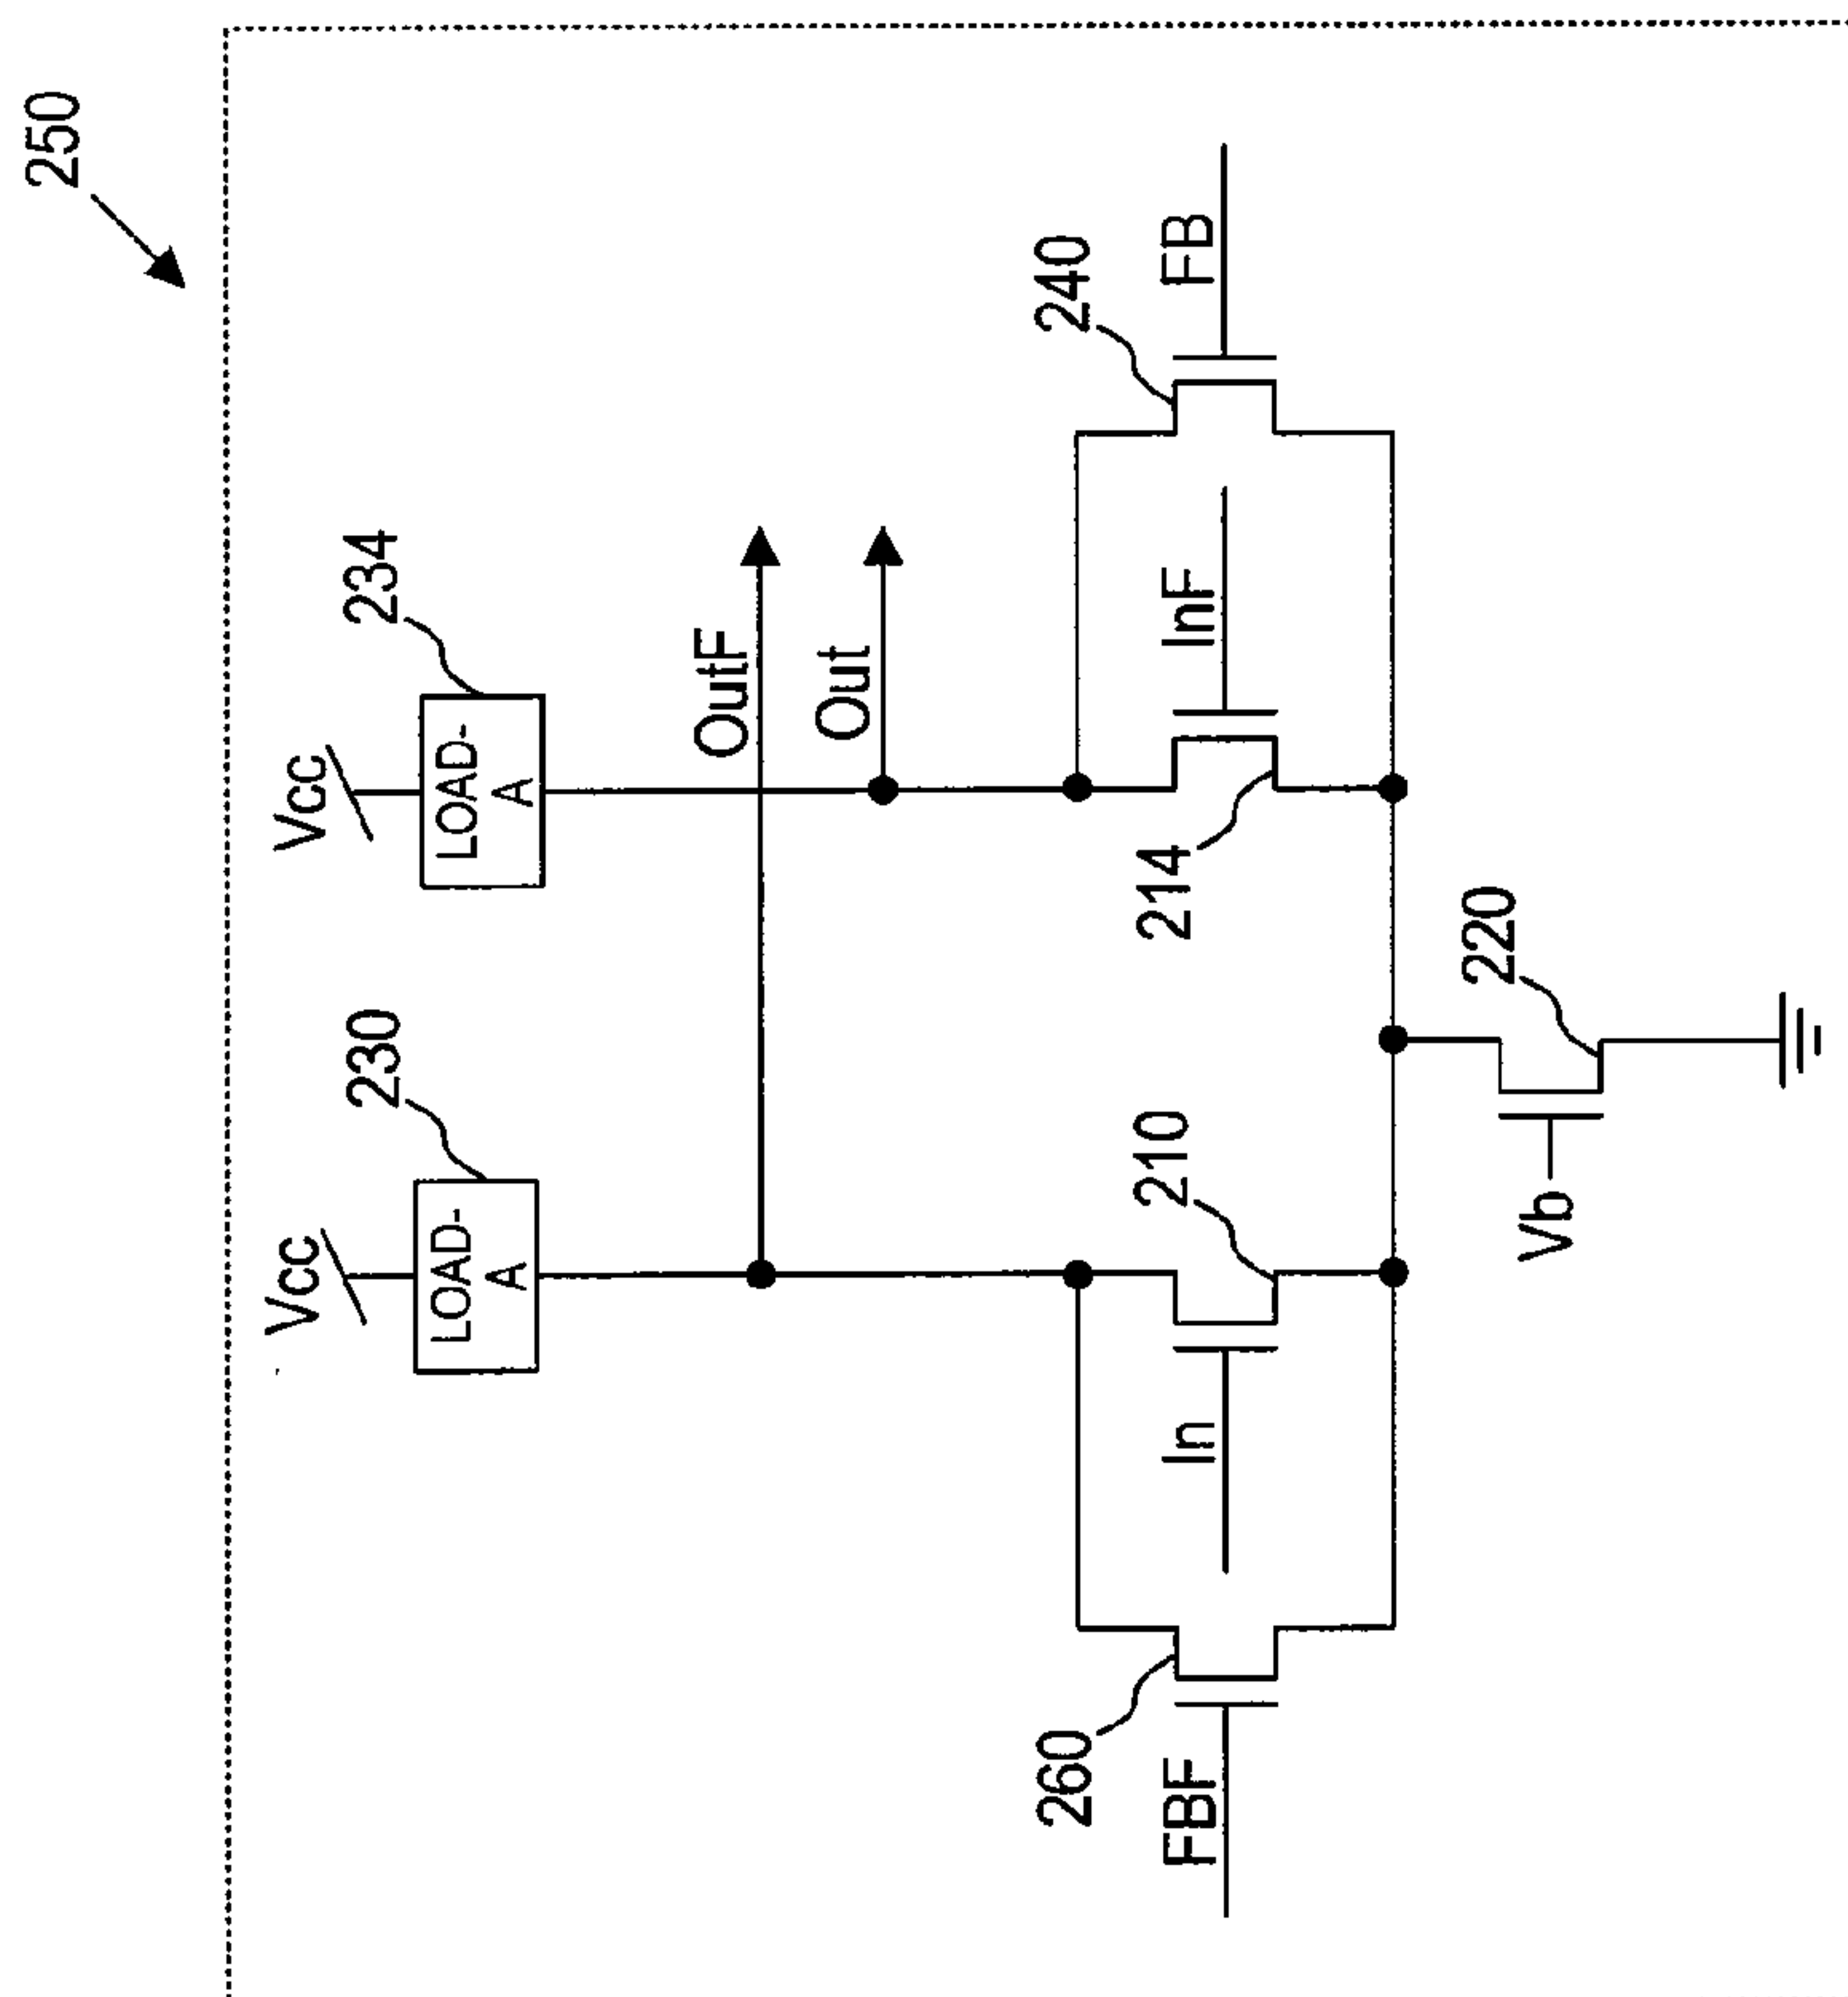 250
Vcc
Vcc
230
234
LOAD-
A
LOAD-
A
OutF
Out
260
210
240
FBF
In
214
InF
FB
Vb
220